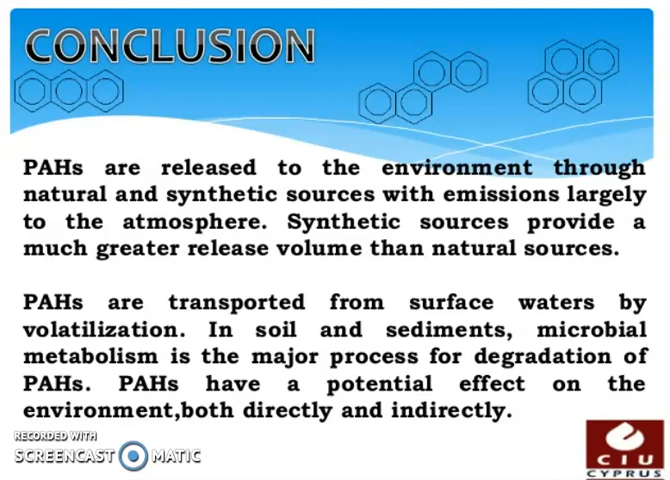 CONCLUSION
PAHs are released to the environment through
natural and synthetic sources with emissions largely
to the atmosphere. Synthetic sources provide a
much greater release volume than natural sources.
PAHs are transported from surface waters by
volatilization. In soil and sediments, microbial
metabolism is the major process for degradation of
PAHs. PAHs have a potential effect on the
environment,both directly and indirectly.
RECORDED WITH
SCREENCAST MATIC
CIU
CYPRUS